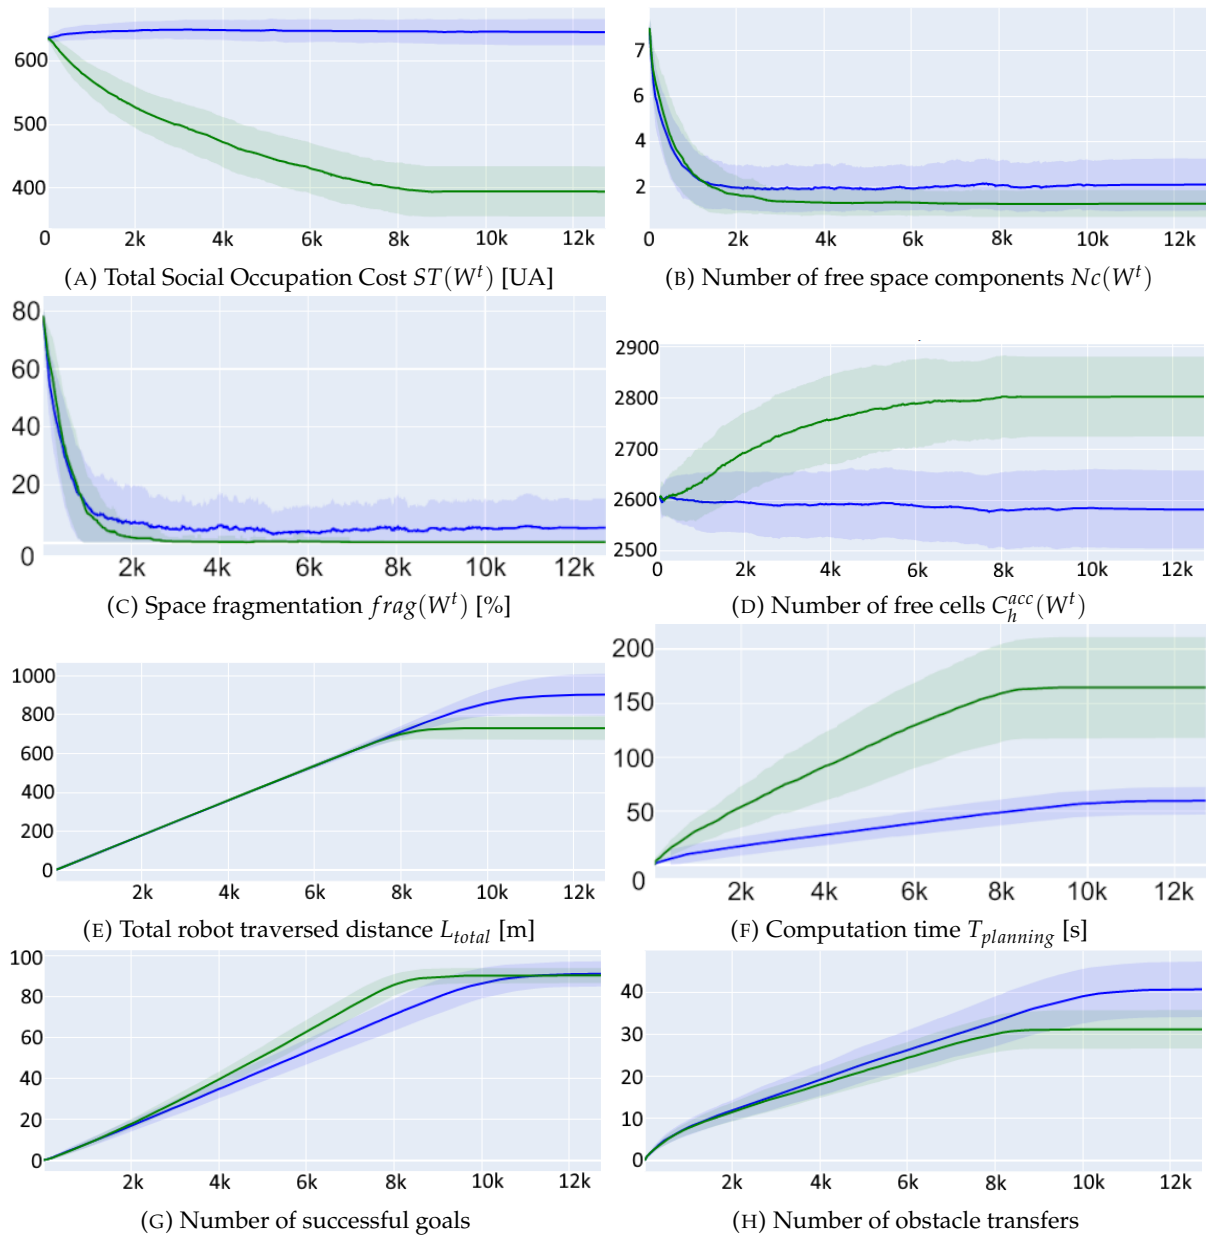 600
500
400
0
2k
4k
6k
8k
10k
12k
(A) Total Social Occupation Cost ST(W^t) [UA]
7
6
4
2
0
2k
4k
6k
8k
10k
12k
(B) Number of free space components Nc(W^t)
80
60
40
20
0
2k
4k
6k
8k
10k
12k
(C) Space fragmentation frag(W^t) [%]
2900
2800
2700
2600
2500
0
2k
4k
6k
8k
10k
12k
(D) Number of free cells C_h^{acc}(W^t)
1000
800
600
400
200
0
2k
4k
6k
8k
10k
12k
(E) Total robot traversed distance L_{total} [m]
200
150
100
50
0
2k
4k
6k
8k
10k
12k
(F) Computation time T_{planning} [s]
100
80
60
40
20
0
2k
4k
6k
8k
10k
12k
(G) Number of successful goals
40
30
20
10
0
2k
4k
6k
8k
10k
12k
(H) Number of obstacle transfers